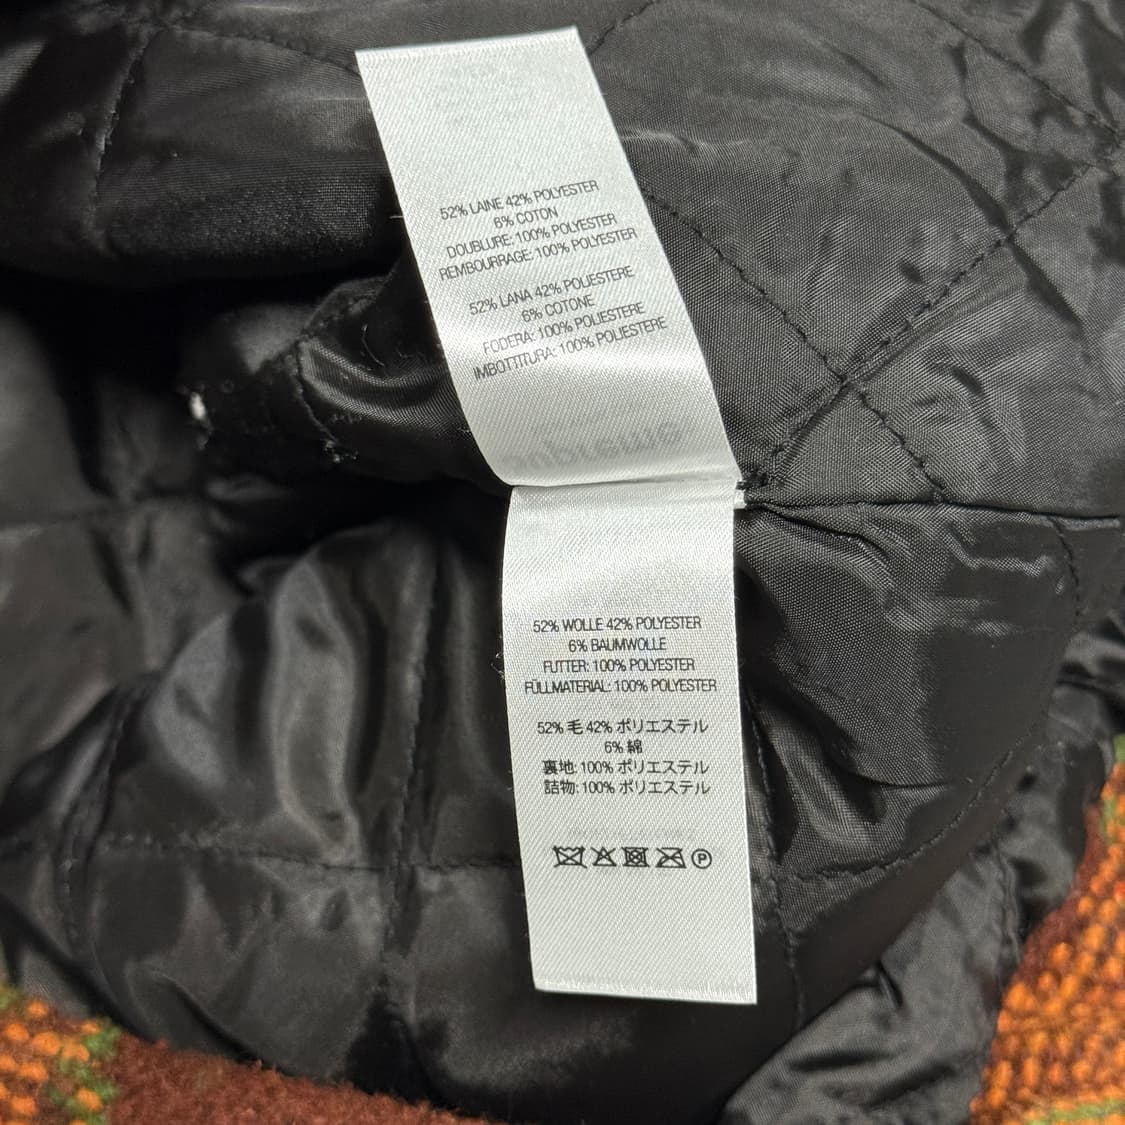 52% LAINE 42% POLYESTER
6% COTON
DOUBLURE: 100% POLYESTER
REMBOURRAGE: 100% POLYESTER
52% LANA 42% POLIESTERE
6% COTONE
FODERA: 100% POLIESTERE
IMBOTTITURA: 100% POLIESTERE
52% WOLLE 42% POLYESTER
6% BAUMWOLLE
FUTTER: 100% POLYESTER
FÜLLMATERIAL: 100% POLYESTER
52% 毛 42% ポリエステル
6% 綿
裏地: 100% ポリエステル
詰物: 100% ポリエステル
P